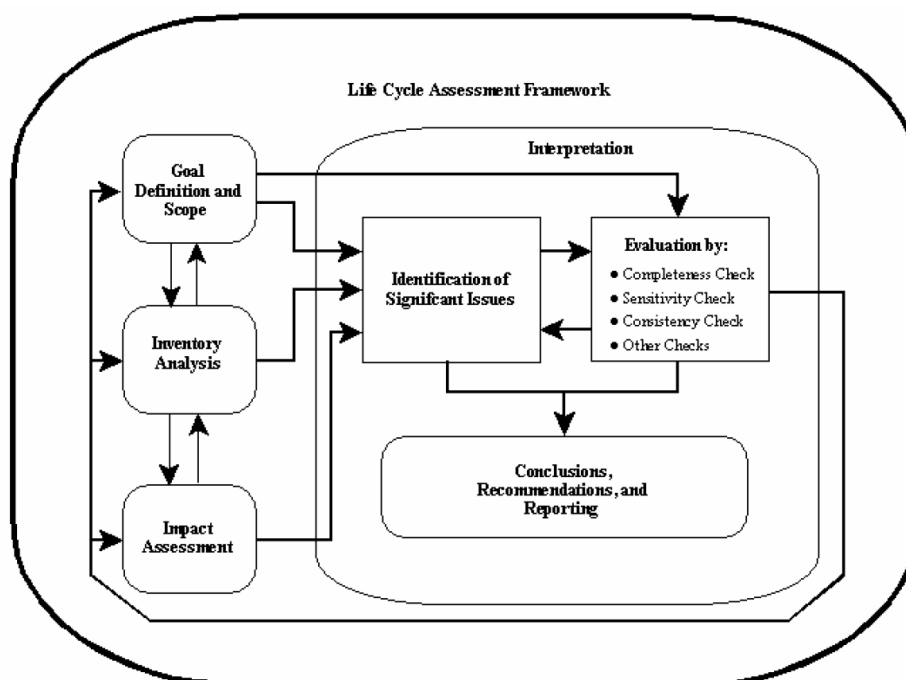 Life Cycle Assessment Framework
Interpretation
Goal
Definition and
Scope
Identification of
Signifcant Issues
Evaluation by:
● Completeness Check
● Sensitivity Check
● Consistency Check
● Other Checks
Inventory
Analysis
Conclusions,
Recommendations, and
Reporting
Impact
Assessment